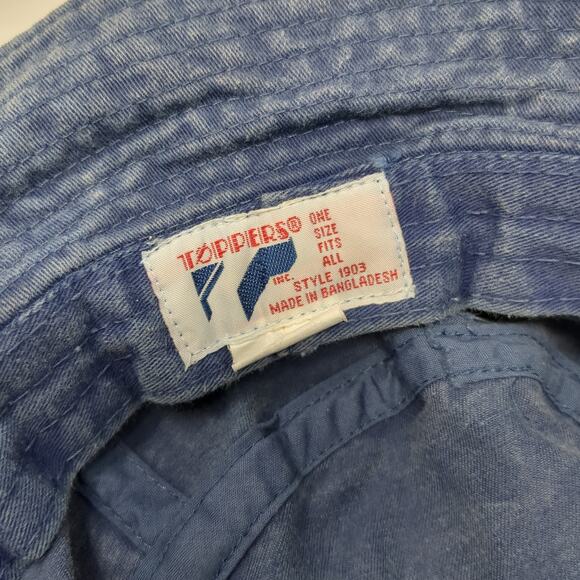 TOPPERS®
INC.
ONE
SIZE
FITS
ALL
STYLE 1903
MADE IN BANGLADESH